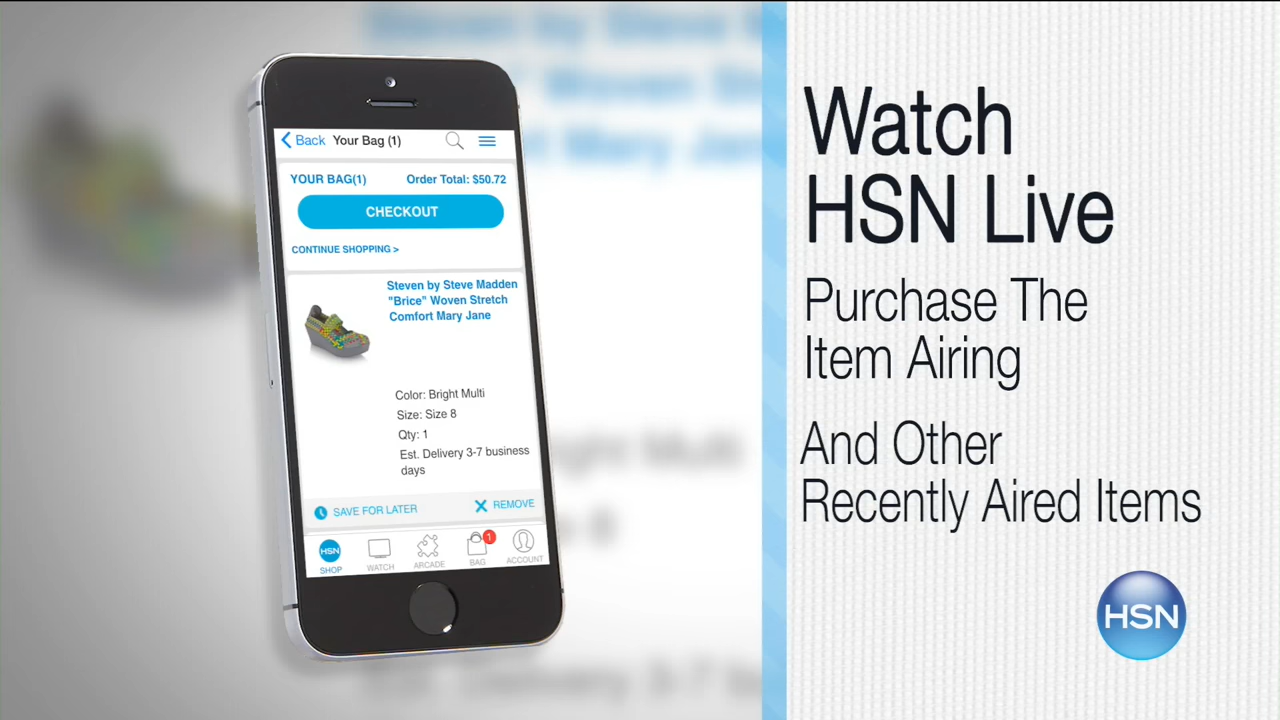 Back Your Bag (1)
YOUR BAG(1) Order Total: $50.72
CHECKOUT
CONTINUE SHOPPING >
Steven by Steve Madden
"Brice" Woven Stretch
Comfort Mary Jane
Color: Bright Multi
Size: Size 8
Qty: 1
Est. Delivery 3-7 business
days
SAVE FOR LATER REMOVE
HSN
1
SHOP WATCH ARCADE BAG ACCOUNT
Watch
HSN Live
Purchase The
Item Airing
And Other
Recently Aired Items
HSN